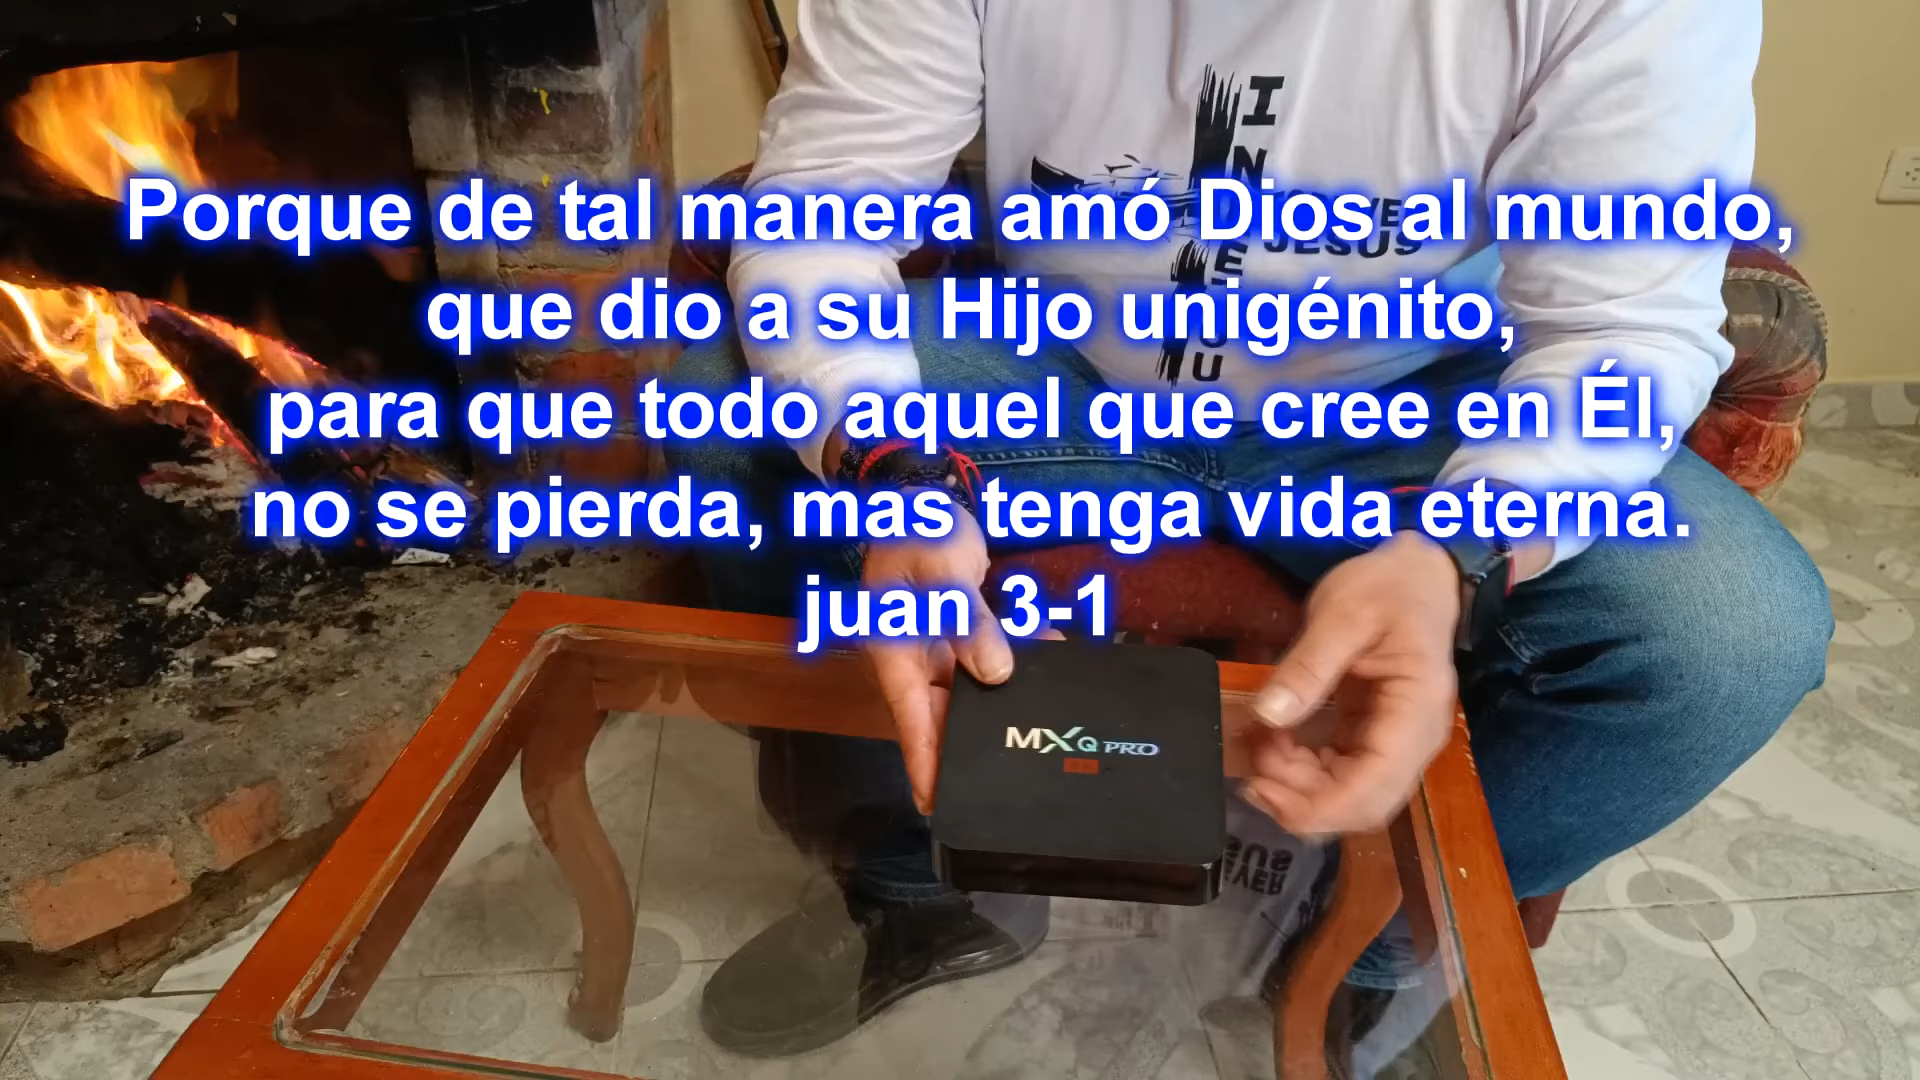 Porque de tal manera amó Dios al mundo,
que dio a su Hijo unigénito,
para que todo aquel que cree en Él,
no se pierda, mas tenga vida eterna.
juan 3-1
JESUS
MXQ PRO